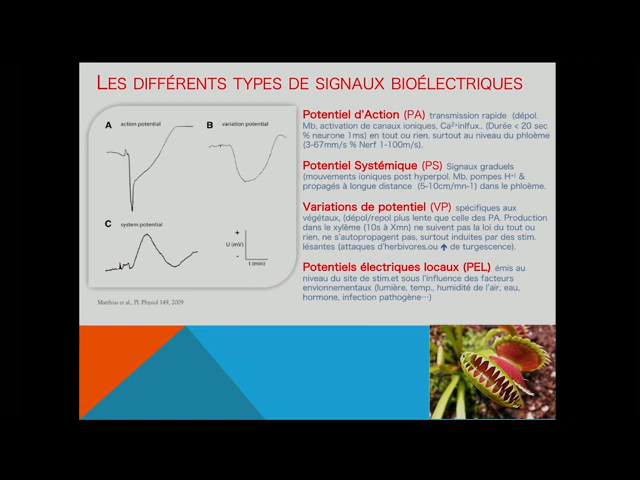 LES DIFFÉRENTS TYPES DE SIGNAUX BIOÉLECTRIQUES
A action potential
B variation potential
C system potential
+
U (mV)
-
t (min)
Matthius et al., Pl. Physiol 149, 2009
Potentiel d'Action (PA) transmission rapide (dépol.
Mb, activation de canaux ioniques, Ca²⁺inlfux.. (Durée < 20 sec
% neurone 1ms) en tout ou rien, surtout au niveau du phloème
(3-67mm/s % Nerf 1-100m/s).
Potentiel Systémique (PS) Signaux graduels
(mouvements ioniques post hyperpol. Mb, pompes H⁺) &
propagés à longue distance (5-10cm/mn-1) dans le phloème.
Variations de potentiel (VP) spécifiques aux
végétaux, (dépol/repol plus lente que celle des PA. Production
dans le xylème (10s à Xmn) ne suivent pas la loi du tout ou
rien, ne s'autopropagent pas, surtout induites par des stim.
lésantes (attaques d'herbivores.ou ↑ de turgescence).
Potentiels électriques locaux (PEL) émis au
niveau du site de stim.et sous l'influence des facteurs
envionnementaux (lumière, temp., humidité de l'air, eau,
hormone, infection pathogène…)